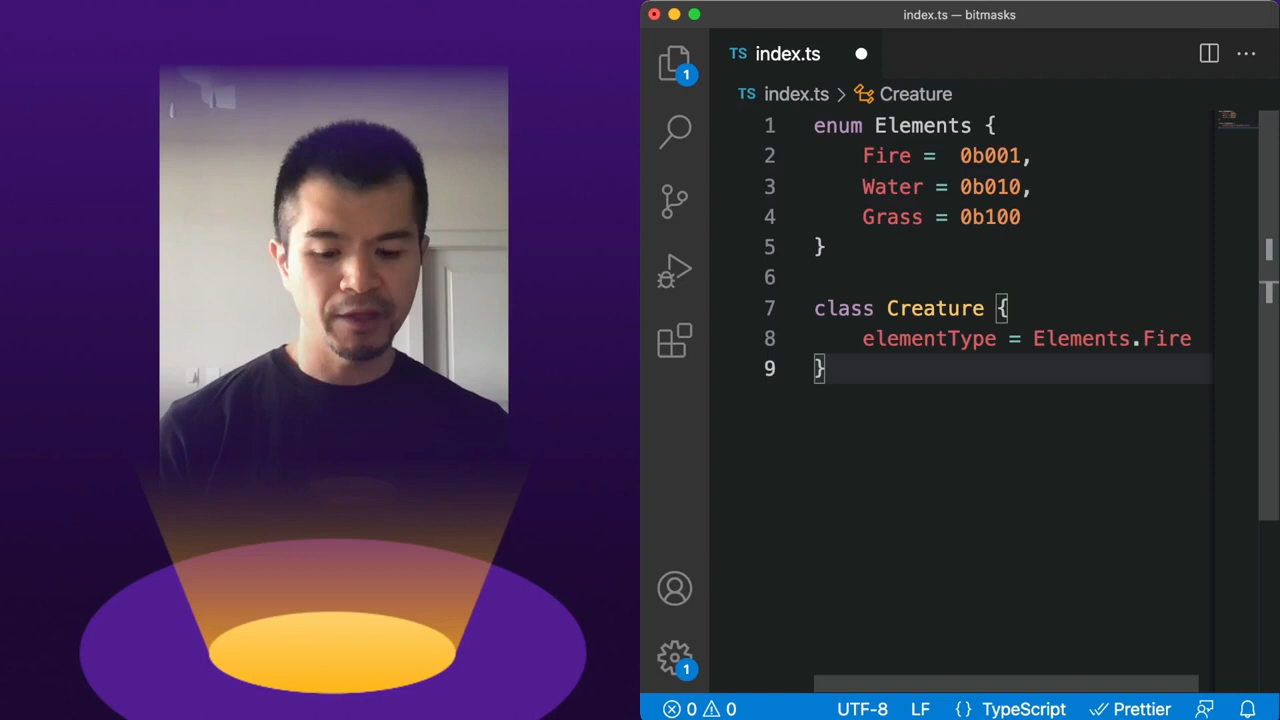 index.ts — bitmasks
TS index.ts
1
TS index.ts > Creature
1 enum Elements {
2 Fire =  0b001,
3 Water = 0b010,
4 Grass = 0b100
5 }
6
7 class Creature {
8 elementType = Elements.Fire
9 }
1
0 0 UTF-8 LF {} TypeScript Prettier